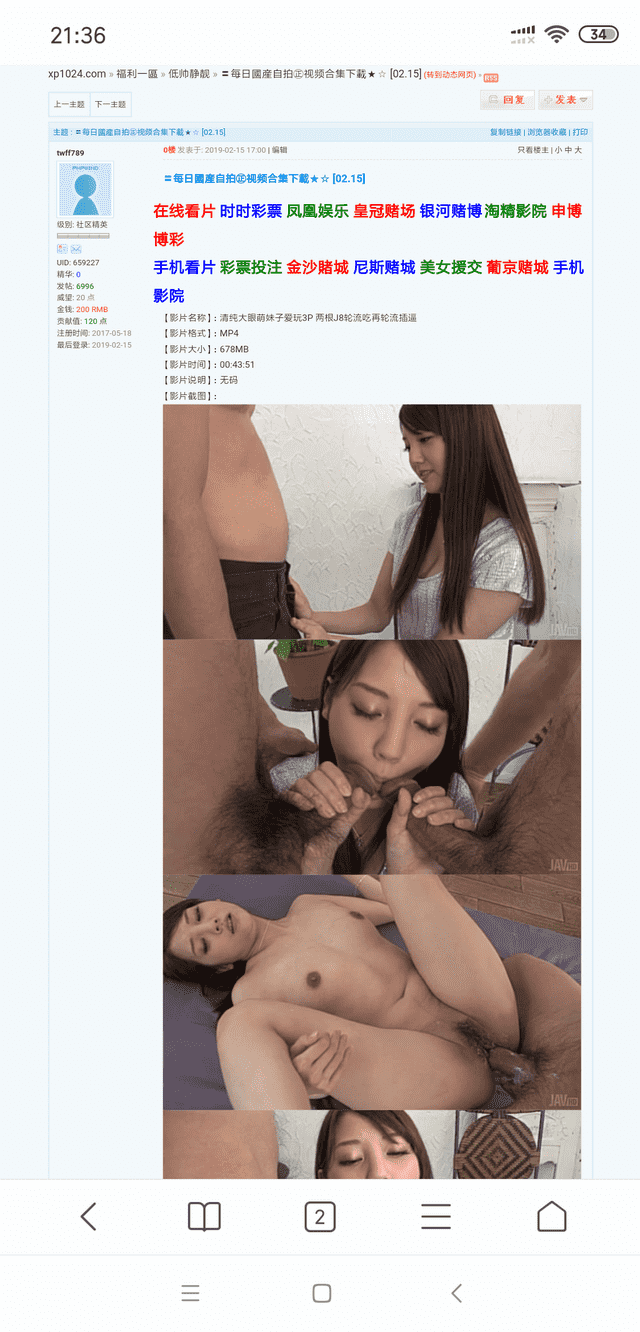 21:36
34
xp1024.com » 福利一區 » 低帅静靓 » 〓每日國産自拍㊣视频合集下載★☆ [02.15] (转到动态网页) » RSS
上一主题 下一主题
回复 发表
主题 : 〓每日國産自拍㊣视频合集下載★☆ [02.15] 复制链接 | 浏览器收藏 | 打印
twff789
0楼 发表于: 2019-02-15 17:00 | 编辑 只看楼主 | 小 中 大
〓每日國産自拍㊣视频合集下載★☆ [02.15]
级别: 社区精英
UID: 659227
精华: 0
发帖: 6996
威望: 20 点
金钱: 200 RMB
贡献值: 120 点
注册时间: 2017-05-18
最后登录: 2019-02-15
在线看片 时时彩票 凤凰娱乐 皇冠赌场 银河赌博 淘精影院 申博
博彩
手机看片 彩票投注 金沙赌城 尼斯赌城 美女援交 葡京赌城 手机
影院
【影片名称】: 清纯大眼萌妹子爱玩3P 两根J8轮流吃再轮流插逼
【影片格式】: MP4
【影片大小】: 678MB
【影片时间】: 00:43:51
【影片说明】: 无码
【影片截图】:
JAV
JAV
JAV
2